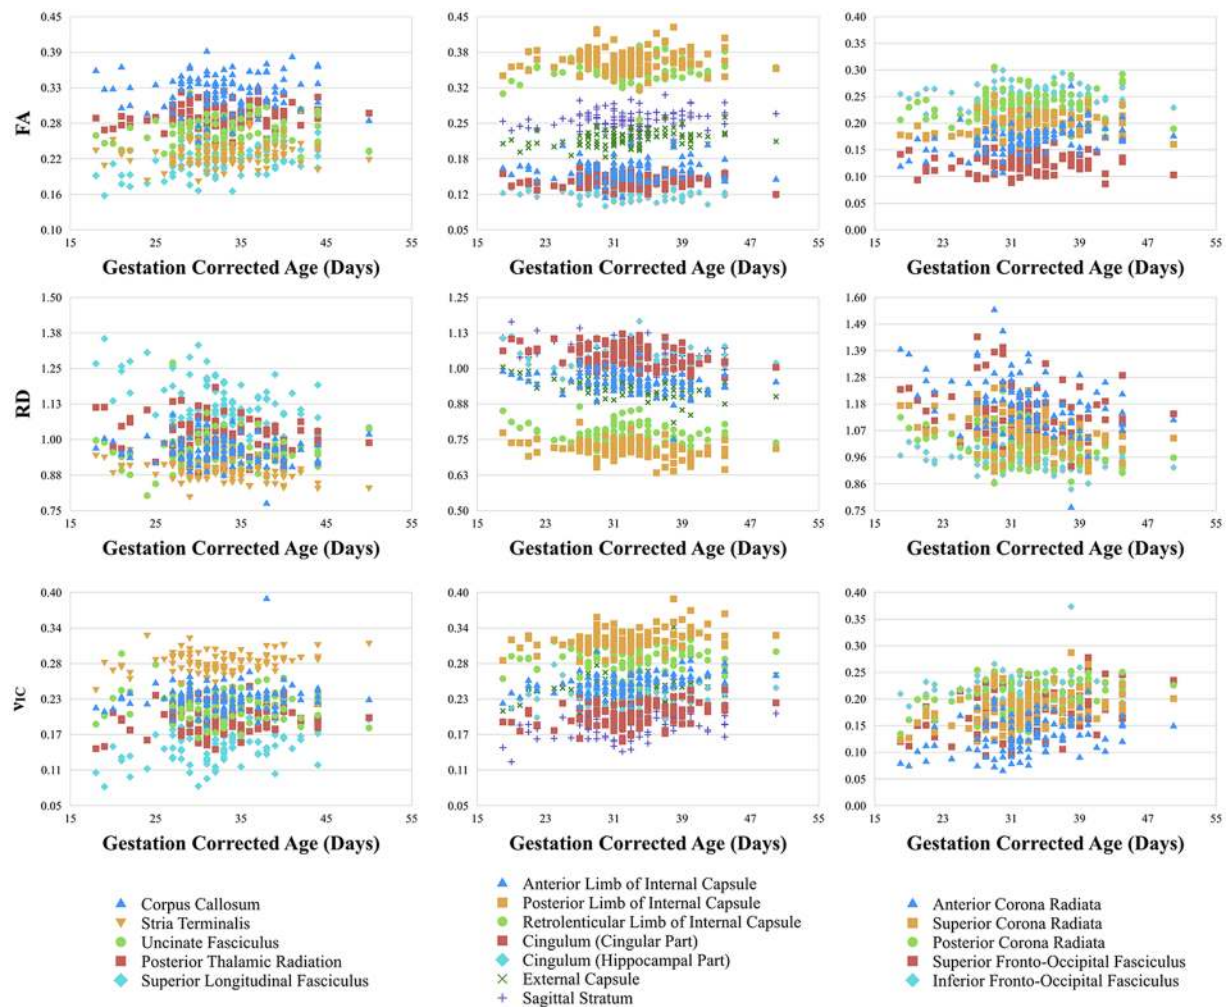 FA
0.45
0.39
0.33
0.28
0.22
0.16
0.10
15 25 35 45 55
Gestation Corrected Age (Days)
0.45
0.38
0.32
0.25
0.18
0.12
0.05
15 23 31 39 47 55
Gestation Corrected Age (Days)
0.40
0.35
0.30
0.25
0.20
0.15
0.10
0.05
0.00
15 23 31 39 47 55
Gestation Corrected Age (Days)
RD
1.50
1.38
1.25
1.13
1.00
0.88
0.75
15 25 35 45 55
Gestation Corrected Age (Days)
1.25
1.13
1.00
0.88
0.75
0.63
0.50
15 23 31 39 47 55
Gestation Corrected Age (Days)
1.60
1.49
1.39
1.28
1.18
1.07
0.96
0.86
0.75
15 23 31 39 47 55
Gestation Corrected Age (Days)
vIC
0.40
0.34
0.28
0.23
0.17
0.11
0.05
15 25 35 45 55
Gestation Corrected Age (Days)
0.40
0.34
0.28
0.23
0.17
0.11
0.05
15 23 31 39 47 55
Gestation Corrected Age (Days)
0.40
0.35
0.30
0.25
0.20
0.15
0.10
0.05
0.00
15 23 31 39 47 55
Gestation Corrected Age (Days)
Corpus Callosum
Stria Terminalis
Uncinate Fasciculus
Posterior Thalamic Radiation
Superior Longitudinal Fasciculus
Anterior Limb of Internal Capsule
Posterior Limb of Internal Capsule
Retrolenticular Limb of Internal Capsule
Cingulum (Cingular Part)
Cingulum (Hippocampal Part)
External Capsule
Sagittal Stratum
Anterior Corona Radiata
Superior Corona Radiata
Posterior Corona Radiata
Superior Fronto-Occipital Fasciculus
Inferior Fronto-Occipital Fasciculus